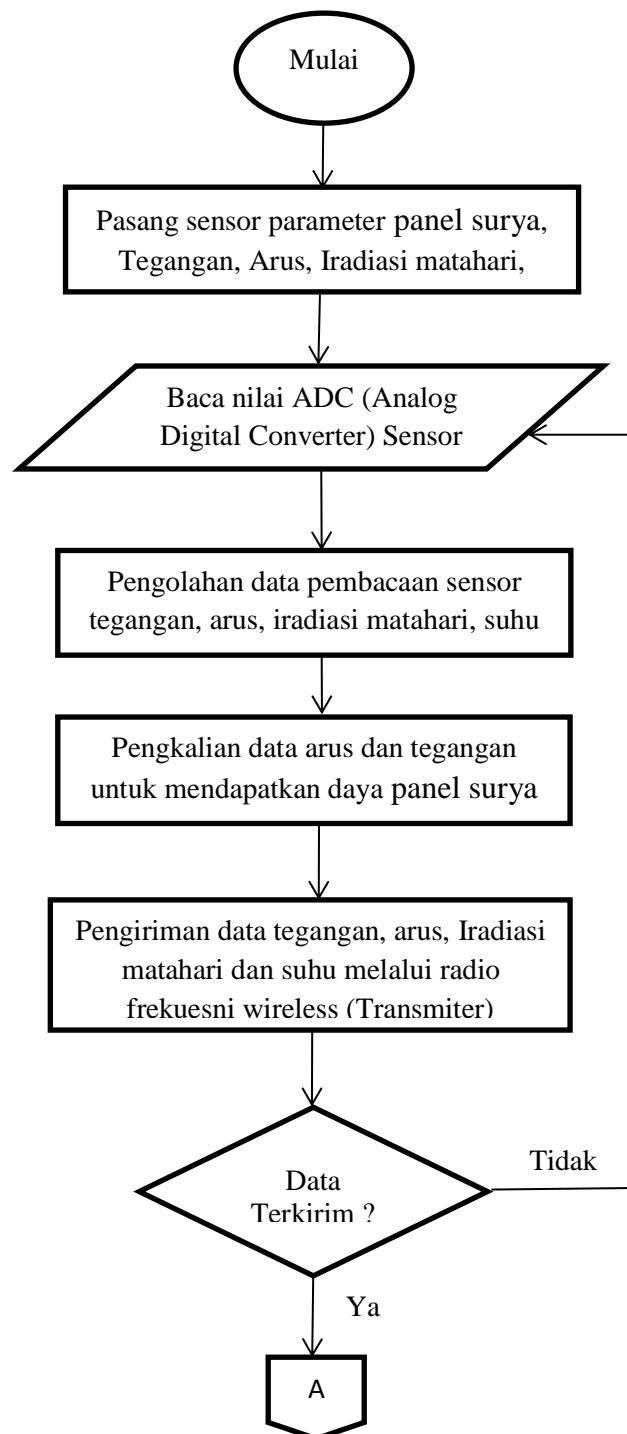 Mulai
Pasang sensor parameter panel surya,
Tegangan, Arus, Iradiasi matahari,
Baca nilai ADC (Analog
Digital Converter) Sensor
Pengolahan data pembacaan sensor
tegangan, arus, iradiasi matahari, suhu
Pengkalian data arus dan tegangan
untuk mendapatkan daya panel surya
Pengiriman data tegangan, arus, Iradiasi
matahari dan suhu melalui radio
frekuesni wireless (Transmiter)
Data
Terkirim ?
Tidak
Ya
A